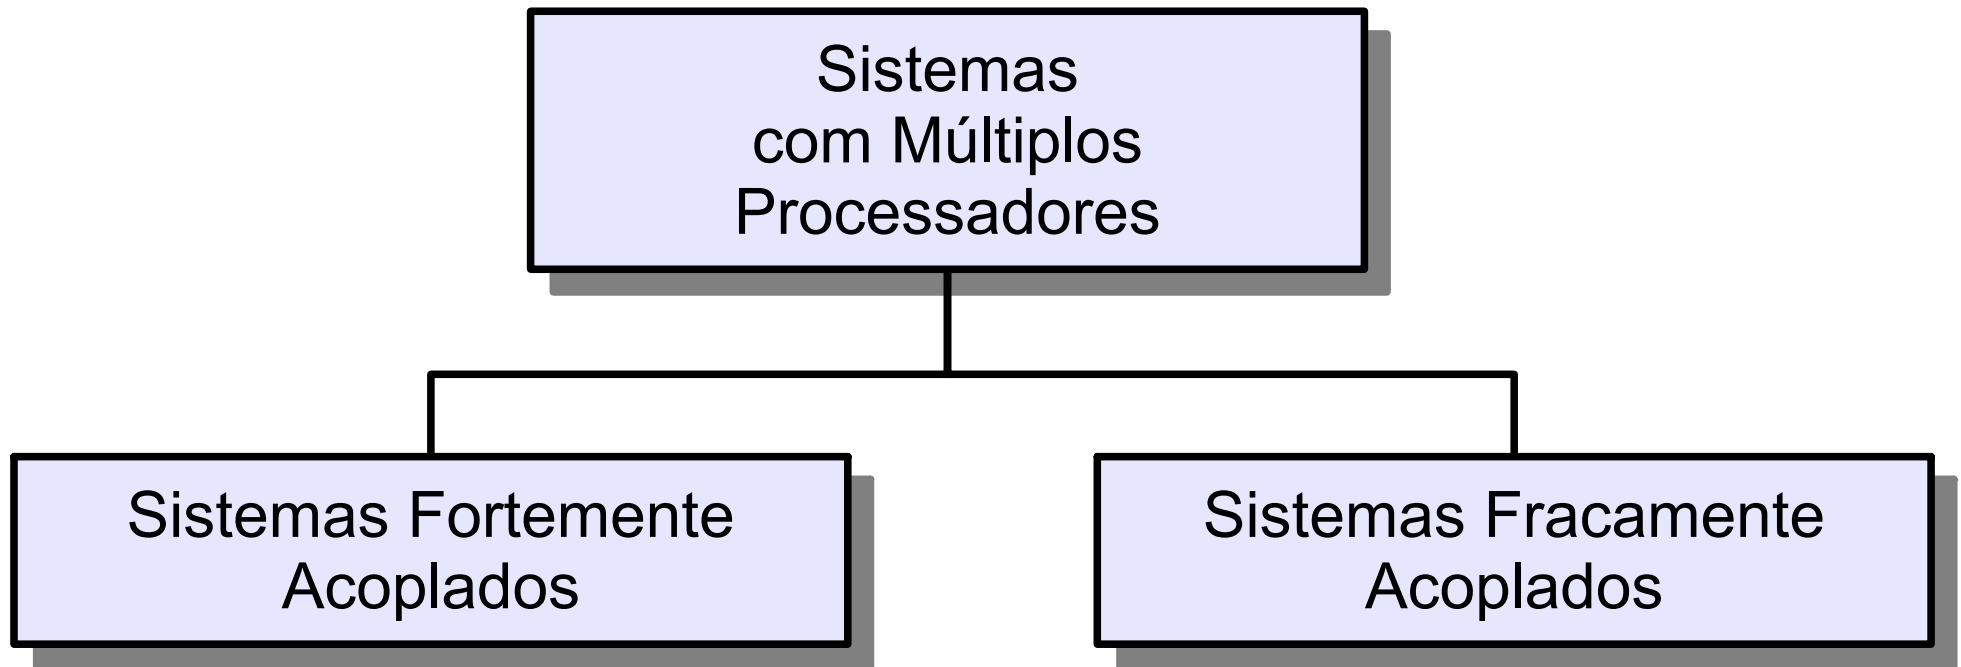 Sistemas
com Múltiplos
Processadores
Sistemas Fortemente
Acoplados
Sistemas Fracamente
Acoplados